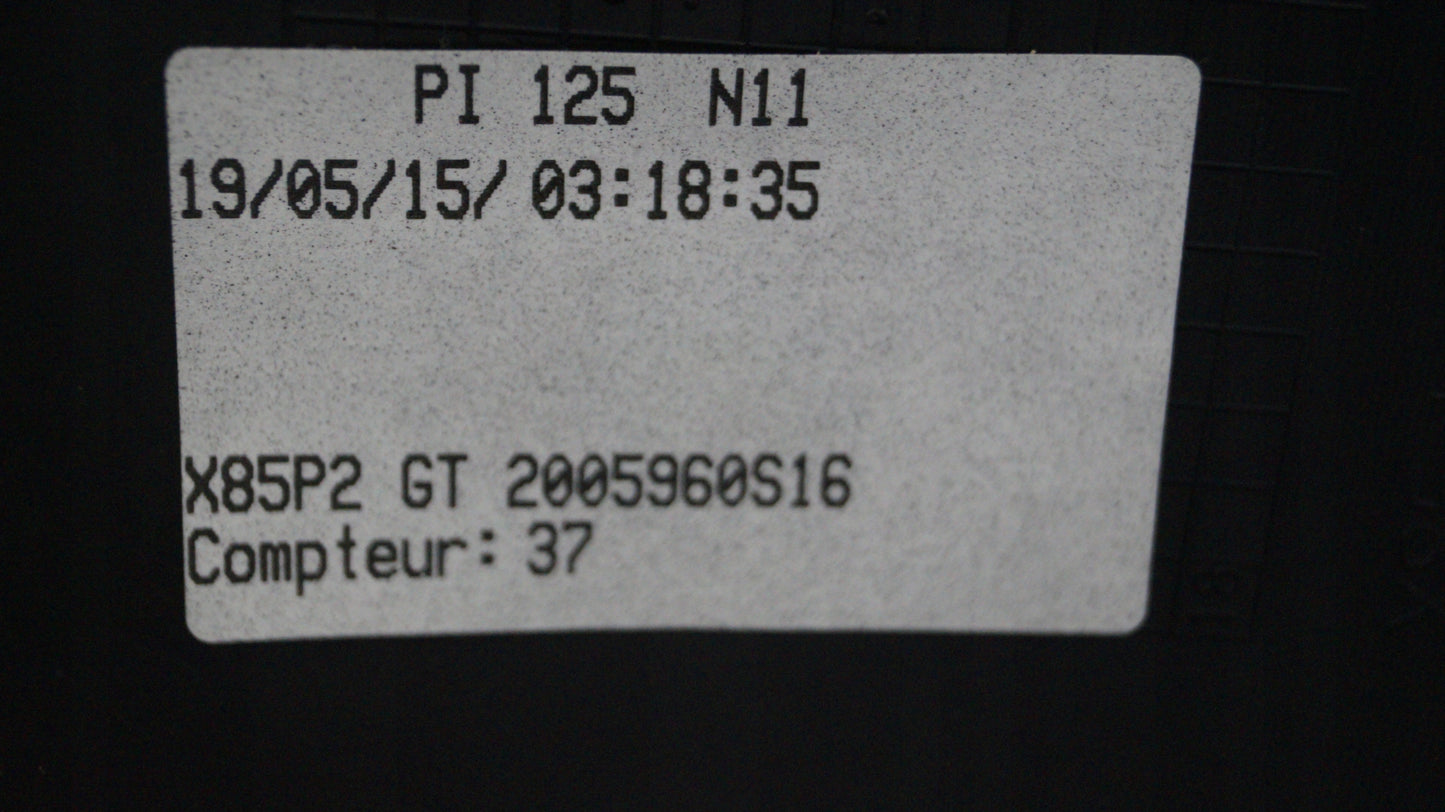 PI 125 N11
19/05/15/ 03:18:35
X85P2 GT 2005960S16
Compteur: 37